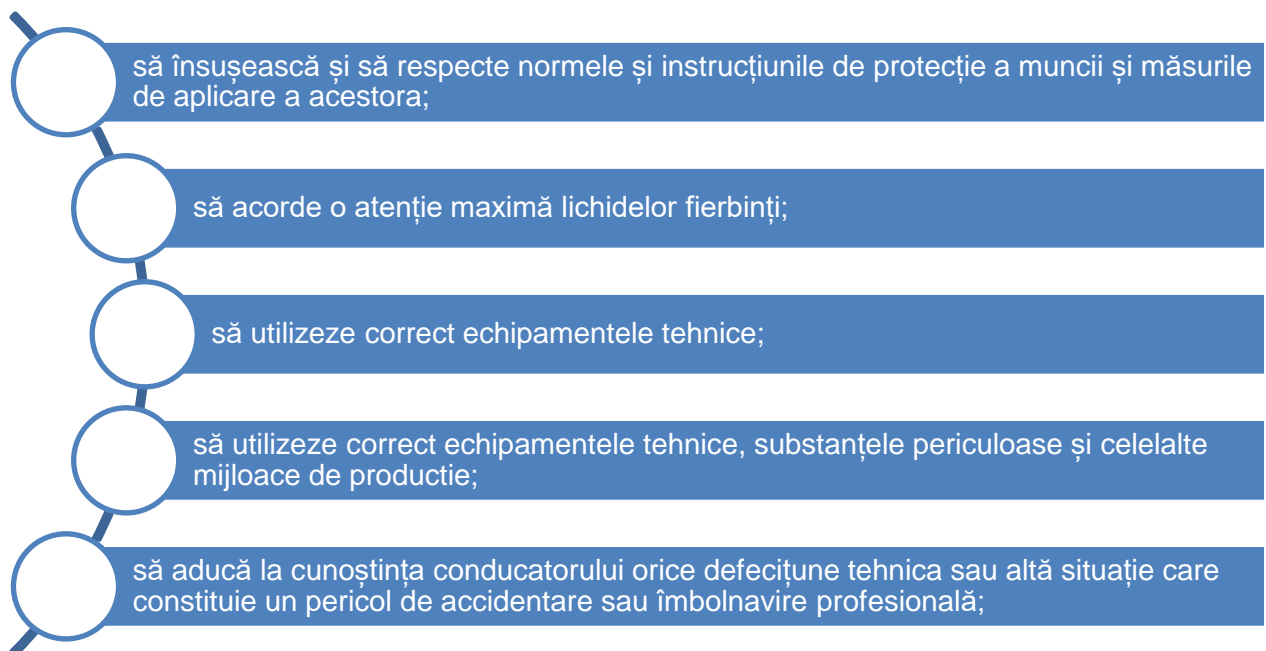 să însușească și să respecte normele și instrucțiunile de protecție a muncii și măsurile
de aplicare a acestora;
să acorde o atenție maximă lichidelor fierbinți;
să utilizeze correct echipamentele tehnice;
să utilizeze correct echipamentele tehnice, substanțele periculoase și celelalte
mijloace de productie;
să aducă la cunoștința conducatorului orice defecițune tehnica sau altă situație care
constituie un pericol de accidentare sau îmbolnavire profesională;